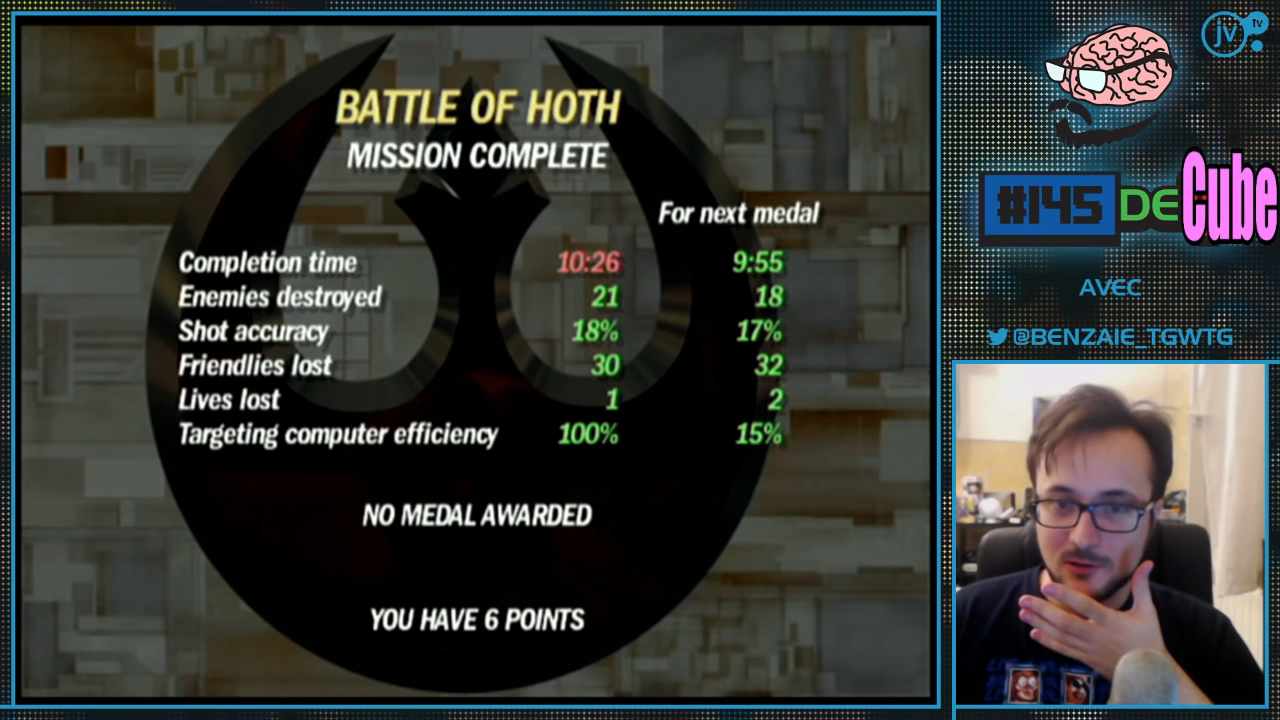 BATTLE OF HOTH
MISSION COMPLETE
For next medal
Completion time 10:26 9:55
Enemies destroyed 21 18
Shot accuracy 18% 17%
Friendlies lost 30 32
Lives lost 1 2
Targeting computer efficiency 100% 15%
NO MEDAL AWARDED
YOU HAVE 6 POINTS
jv tv
#145 DE Cube
AVEC
@BENZAIE_TGWTG